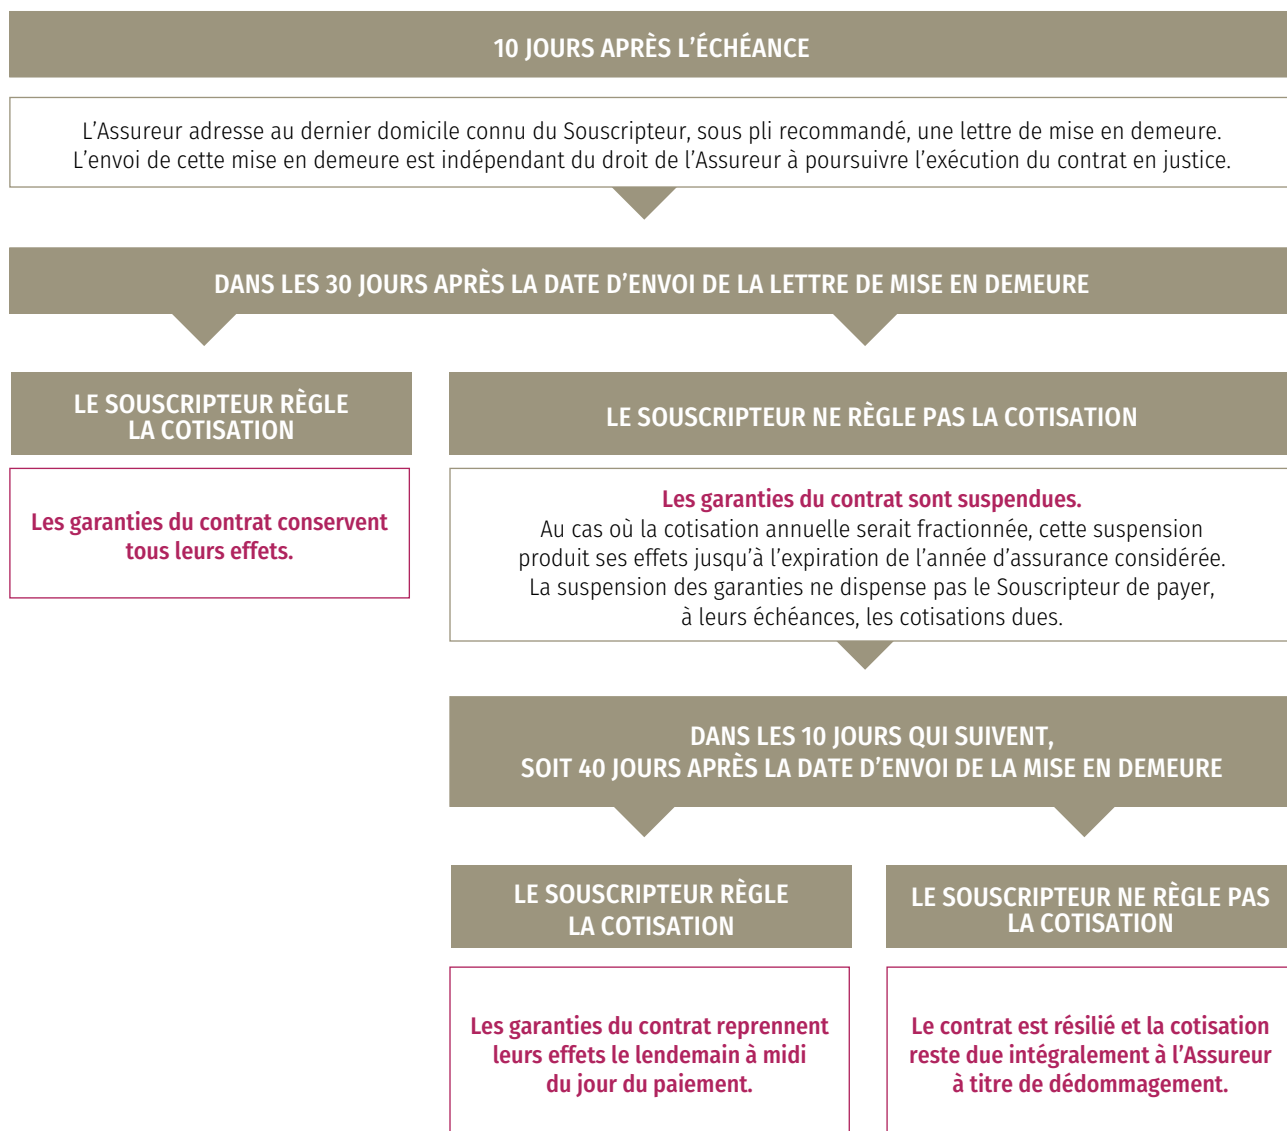 10 JOURS APRÈS L’ÉCHÉANCE
L’Assureur adresse au dernier domicile connu du Souscripteur, sous pli recommandé, une lettre de mise en demeure.
L’envoi de cette mise en demeure est indépendant du droit de l’Assureur à poursuivre l’exécution du contrat en justice.
DANS LES 30 JOURS APRÈS LA DATE D’ENVOI DE LA LETTRE DE MISE EN DEMEURE
LE SOUSCRIPTEUR RÈGLE
LA COTISATION
Les garanties du contrat conservent
tous leurs effets.
LE SOUSCRIPTEUR NE RÈGLE PAS LA COTISATION
Les garanties du contrat sont suspendues.
Au cas où la cotisation annuelle serait fractionnée, cette suspension
produit ses effets jusqu’à l’expiration de l’année d’assurance considérée.
La suspension des garanties ne dispense pas le Souscripteur de payer,
à leurs échéances, les cotisations dues.
DANS LES 10 JOURS QUI SUIVENT,
SOIT 40 JOURS APRÈS LA DATE D’ENVOI DE LA MISE EN DEMEURE
LE SOUSCRIPTEUR RÈGLE
LA COTISATION
Les garanties du contrat reprennent
leurs effets le lendemain à midi
du jour du paiement.
LE SOUSCRIPTEUR NE RÈGLE PAS
LA COTISATION
Le contrat est résilié et la cotisation
reste due intégralement à l’Assureur
à titre de dédommagement.